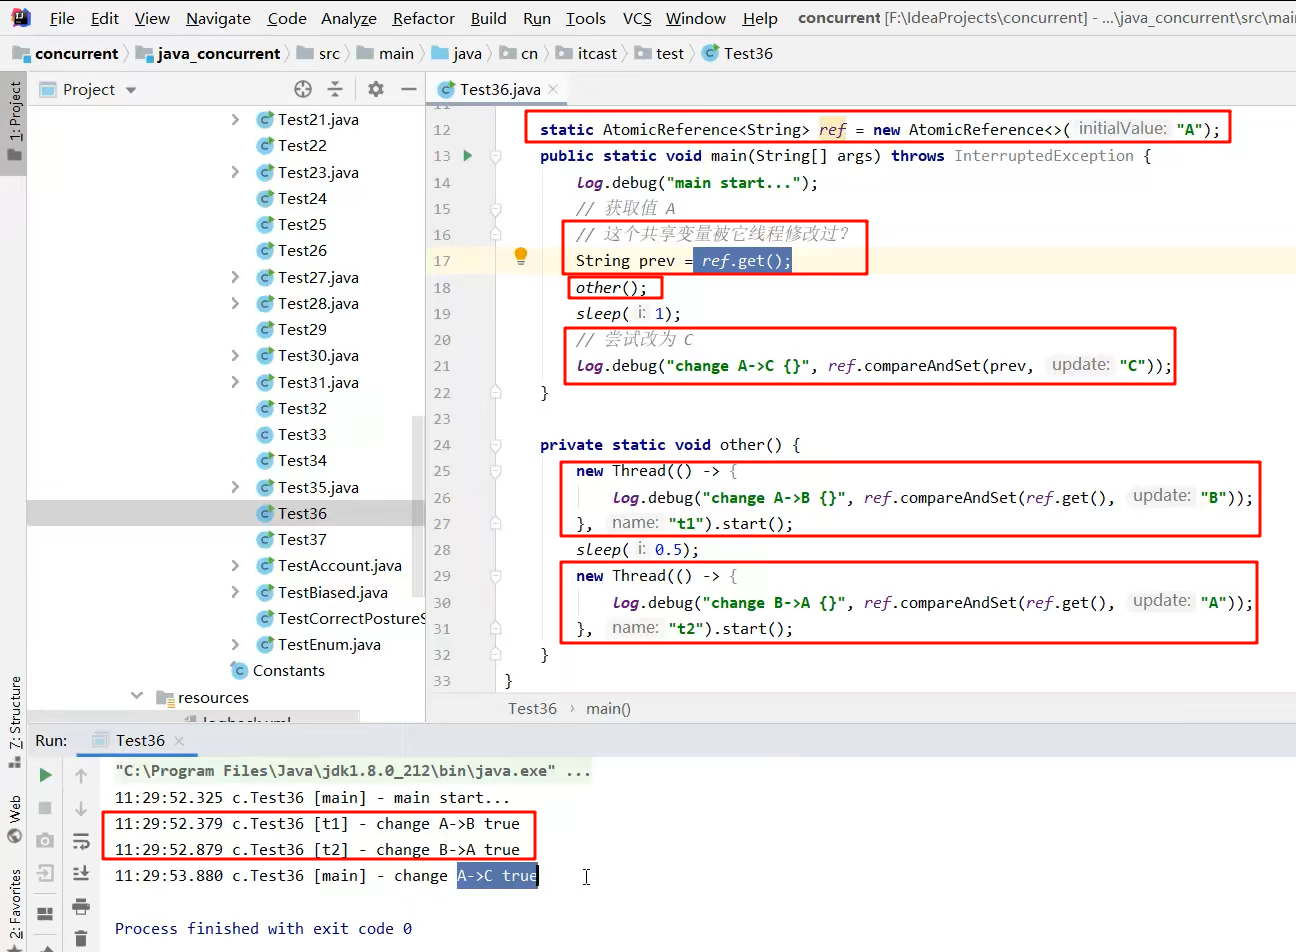 File Edit View Navigate Code Analyze Refactor Build Run Tools VCS Window Help concurrent [F:\IdeaProjects\concurrent] - ...\java_concurrent\src\mai
concurrent java_concurrent src main java cn itcast test Test36
1: Project
Project
Test21.java
Test22
Test23.java
Test24
Test25
Test26
Test27.java
Test28.java
Test29
Test30.java
Test31.java
Test32
Test33
Test34
Test35.java
Test36
Test37
TestAccount.java
TestBiased.java
TestCorrectPostureS
TestEnum.java
Constants
resources
logback.xml
Test36.java
11
12 static AtomicReference<String> ref = new AtomicReference<>( initialValue: "A");
13 public static void main(String[] args) throws InterruptedException {
14 log.debug("main start...");
15 // 获取值 A
16 // 这个共享变量被它线程修改过?
17 String prev = ref.get();
18 other();
19 sleep( i: 1);
20 // 尝试改为 C
21 log.debug("change A->C {}", ref.compareAndSet(prev, update: "C"));
22 }
23
24 private static void other() {
25 new Thread(() -> {
26 log.debug("change A->B {}", ref.compareAndSet(ref.get(), update: "B"));
27 }, name: "t1").start();
28 sleep( i: 0.5);
29 new Thread(() -> {
30 log.debug("change B->A {}", ref.compareAndSet(ref.get(), update: "A"));
31 }, name: "t2").start();
32 }
33 }
Test36 › main()
7: Structure
Web
2: Favorites
Run: Test36
"C:\Program Files\Java\jdk1.8.0_212\bin\java.exe" ...
11:29:52.325 c.Test36 [main] - main start...
11:29:52.379 c.Test36 [t1] - change A->B true
11:29:52.879 c.Test36 [t2] - change B->A true
11:29:53.880 c.Test36 [main] - change A->C true
Process finished with exit code 0